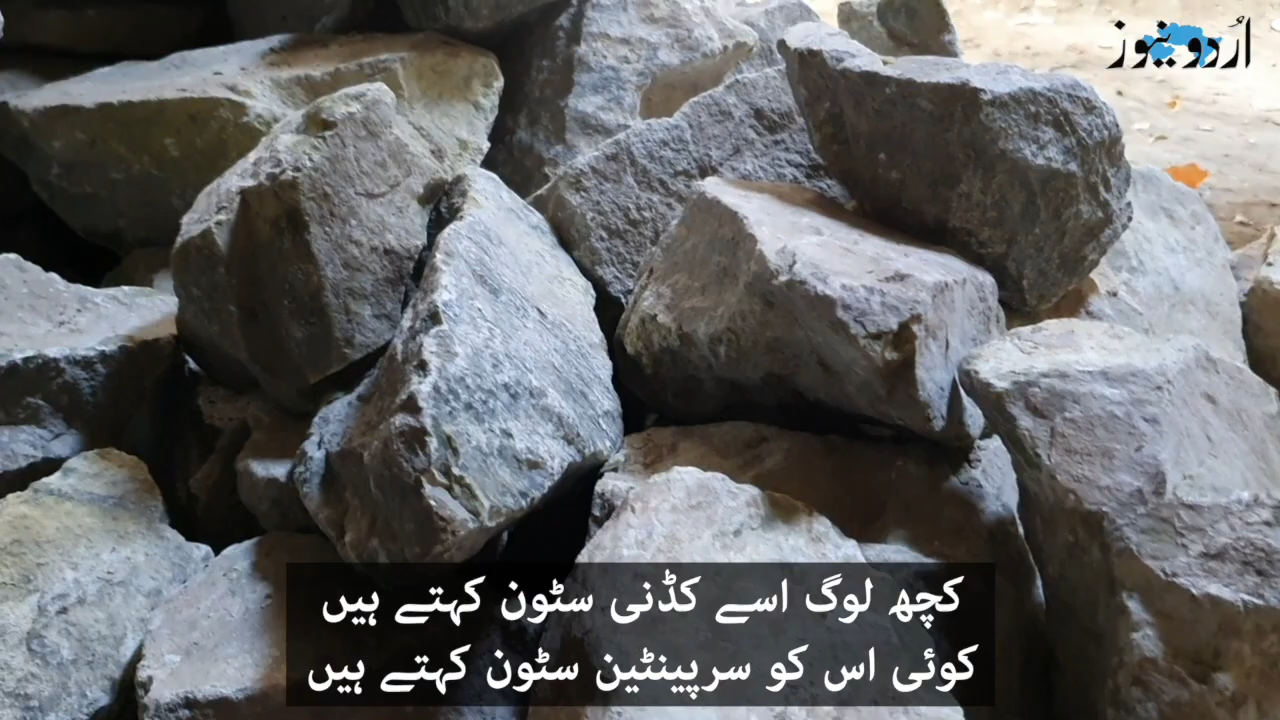 اُردو نیوز
کچھ لوگ اسے کڈنی سٹون کہتے ہیں
کوئی اس کو سرپینٹین سٹون کہتے ہیں